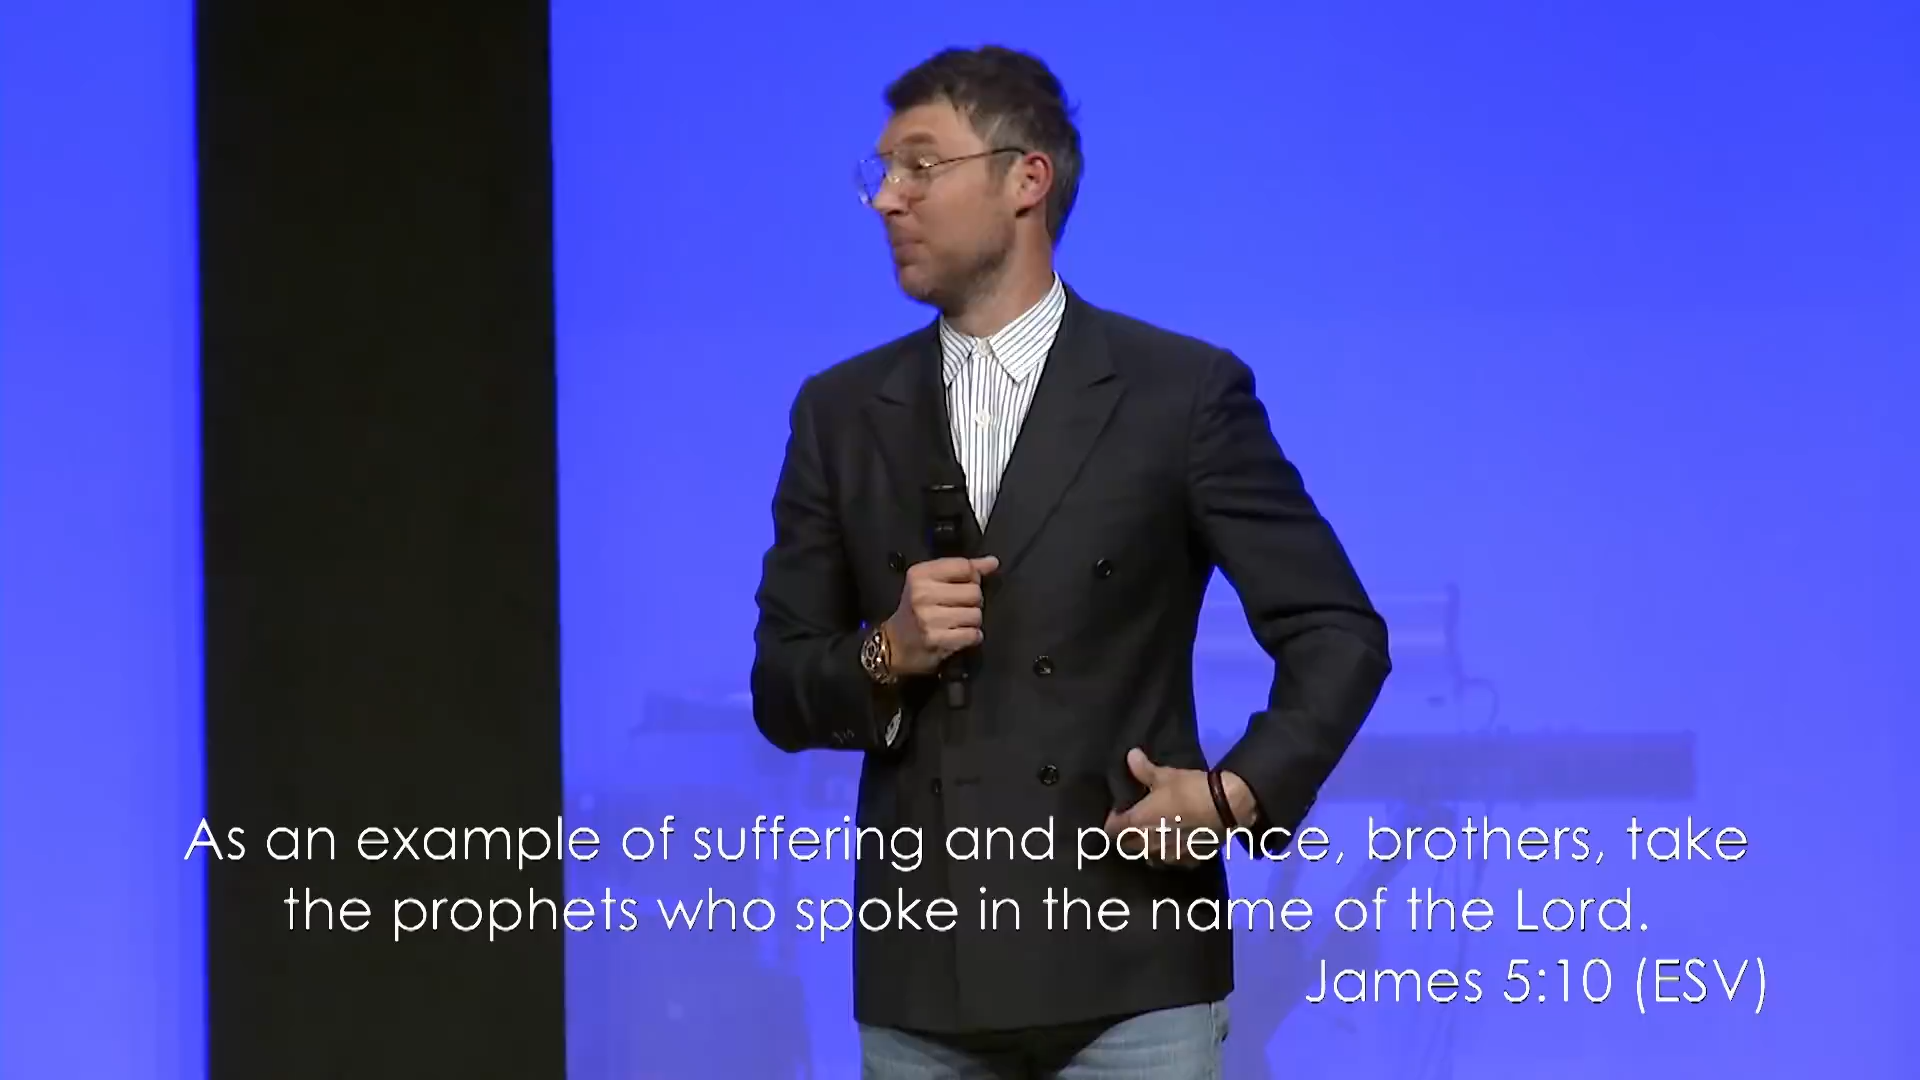 As an example of suffering and patience, brothers, take
the prophets who spoke in the name of the Lord.
James 5:10 (ESV)